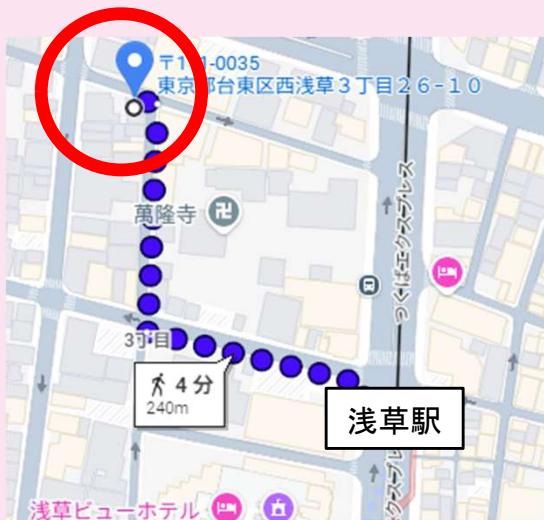 〒111-0035
東京都台東区西浅草3丁目26-10
萬隆寺
つくばエクスプレス
3丁目
4分
240m
浅草駅
浅草ビューホテル